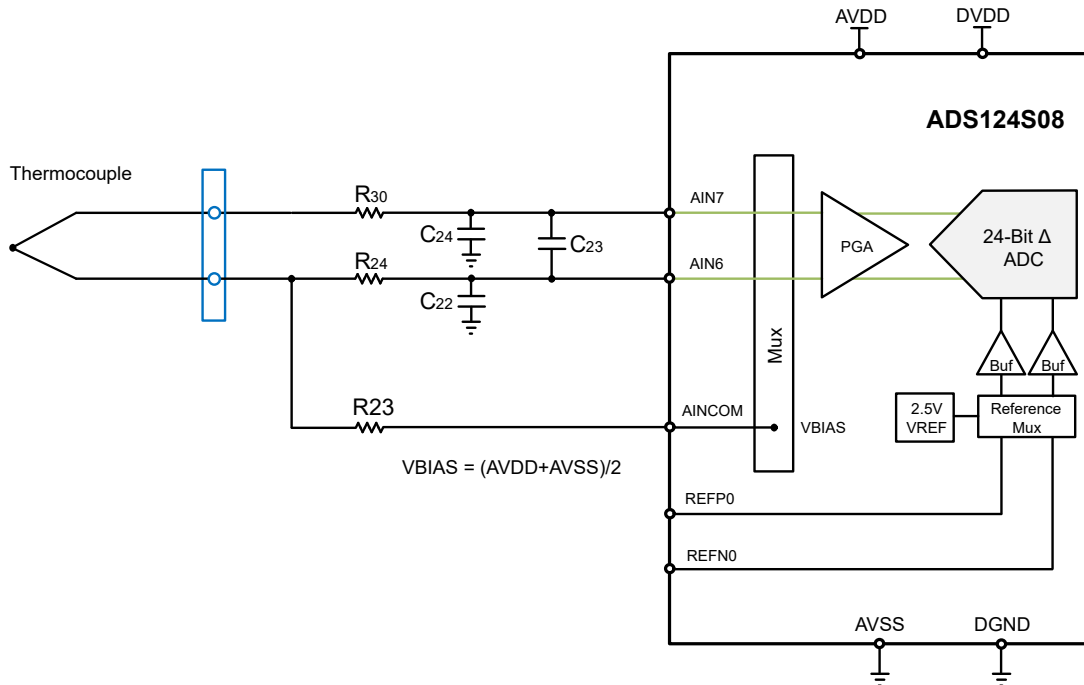 AVDD
DVDD
ADS124S08
Thermocouple
R30
AIN7
C24
C23
PGA
24-Bit Δ
ADC
R24
AIN6
C22
Mux
Buf
Buf
R23
AINCOM
VBIAS
2.5V
VREF
Reference
Mux
VBIAS = (AVDD+AVSS)/2
REFP0
REFN0
AVSS
DGND